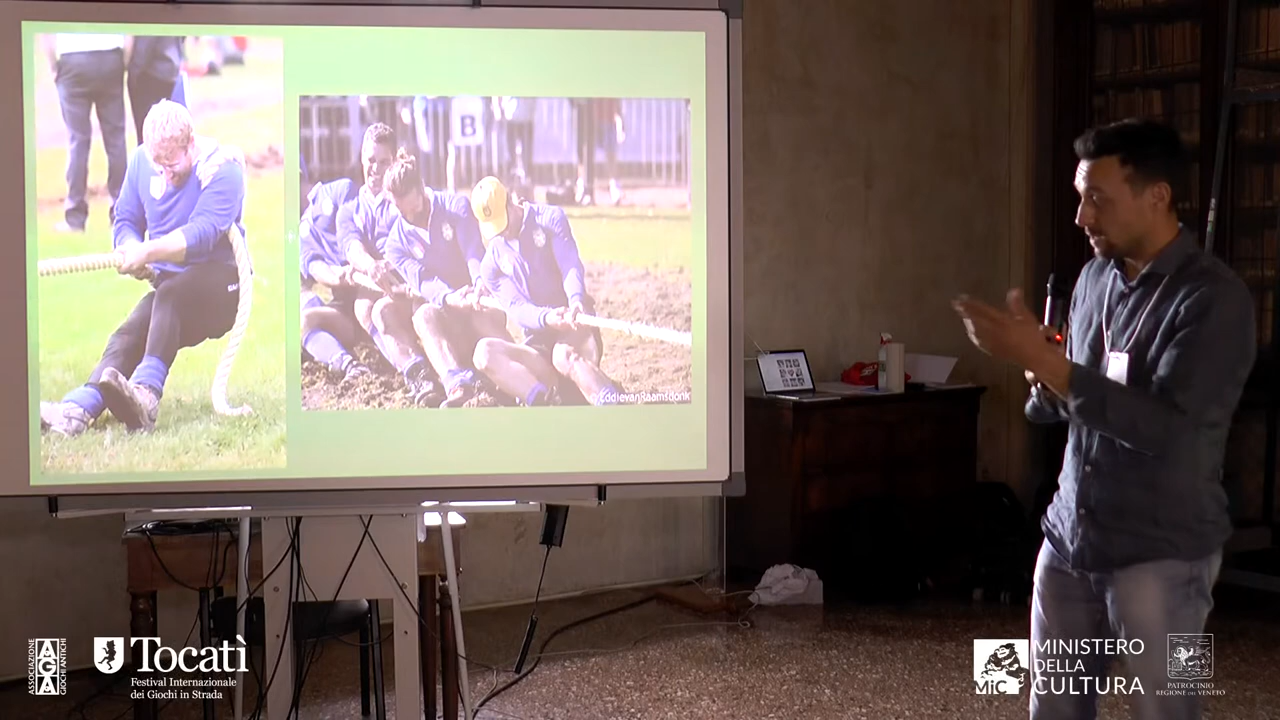 B
©EddievanRaamsdonk
ASSOCIAZIONE
AGA
GIOCHI ANTICHI
Tocatì
Festival Internazionale
dei Giochi in Strada
MiC
MINISTERO
DELLA
CULTURA
PATROCINIO
REGIONE DEL VENETO